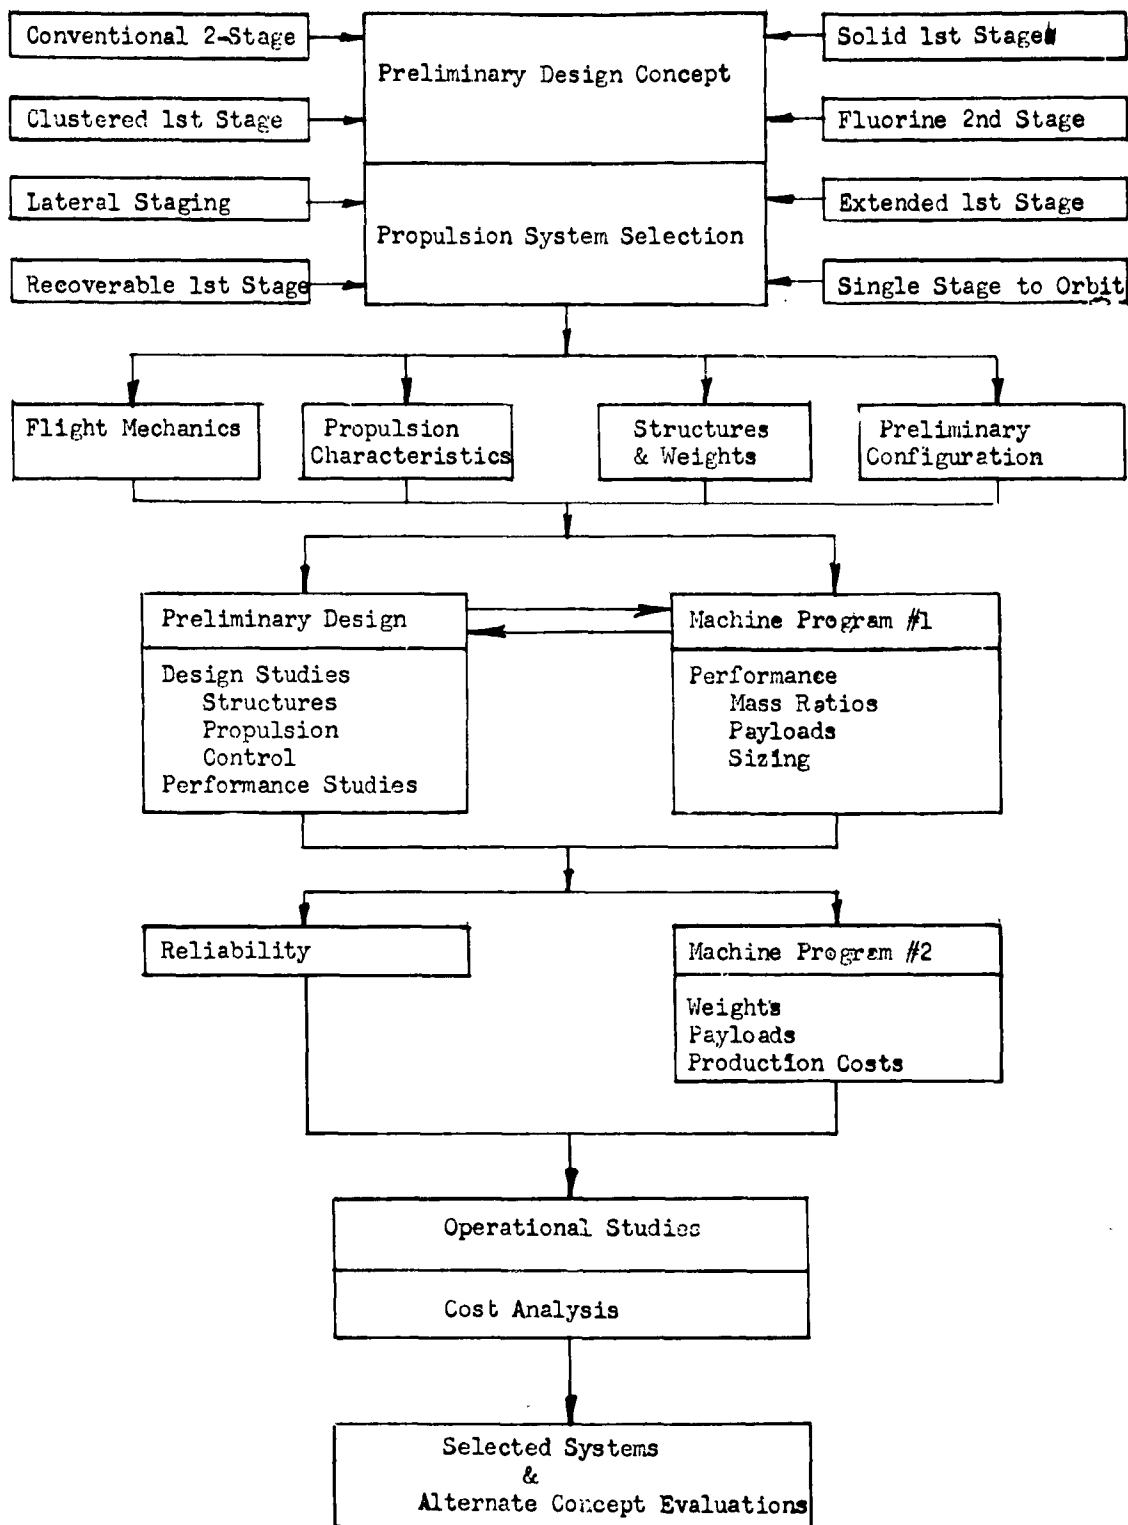 Conventional 2-Stage
Solid 1st Stage
Preliminary Design Concept
Clustered 1st Stage
Fluorine 2nd Stage
Lateral Staging
Extended 1st Stage
Propulsion System Selection
Recoverable 1st Stage
Single Stage to Orbit
Flight Mechanics
Propulsion
Characteristics
Structures
& Weights
Preliminary
Configuration
Preliminary Design
Design Studies
Structures
Propulsion
Control
Performance Studies
Machine Program #1
Performance
Mass Ratios
Payloads
Sizing
Reliability
Machine Program #2
Weights
Payloads
Production Costs
Operational Studies
Cost Analysis
Selected Systems
&
Alternate Concept Evaluations